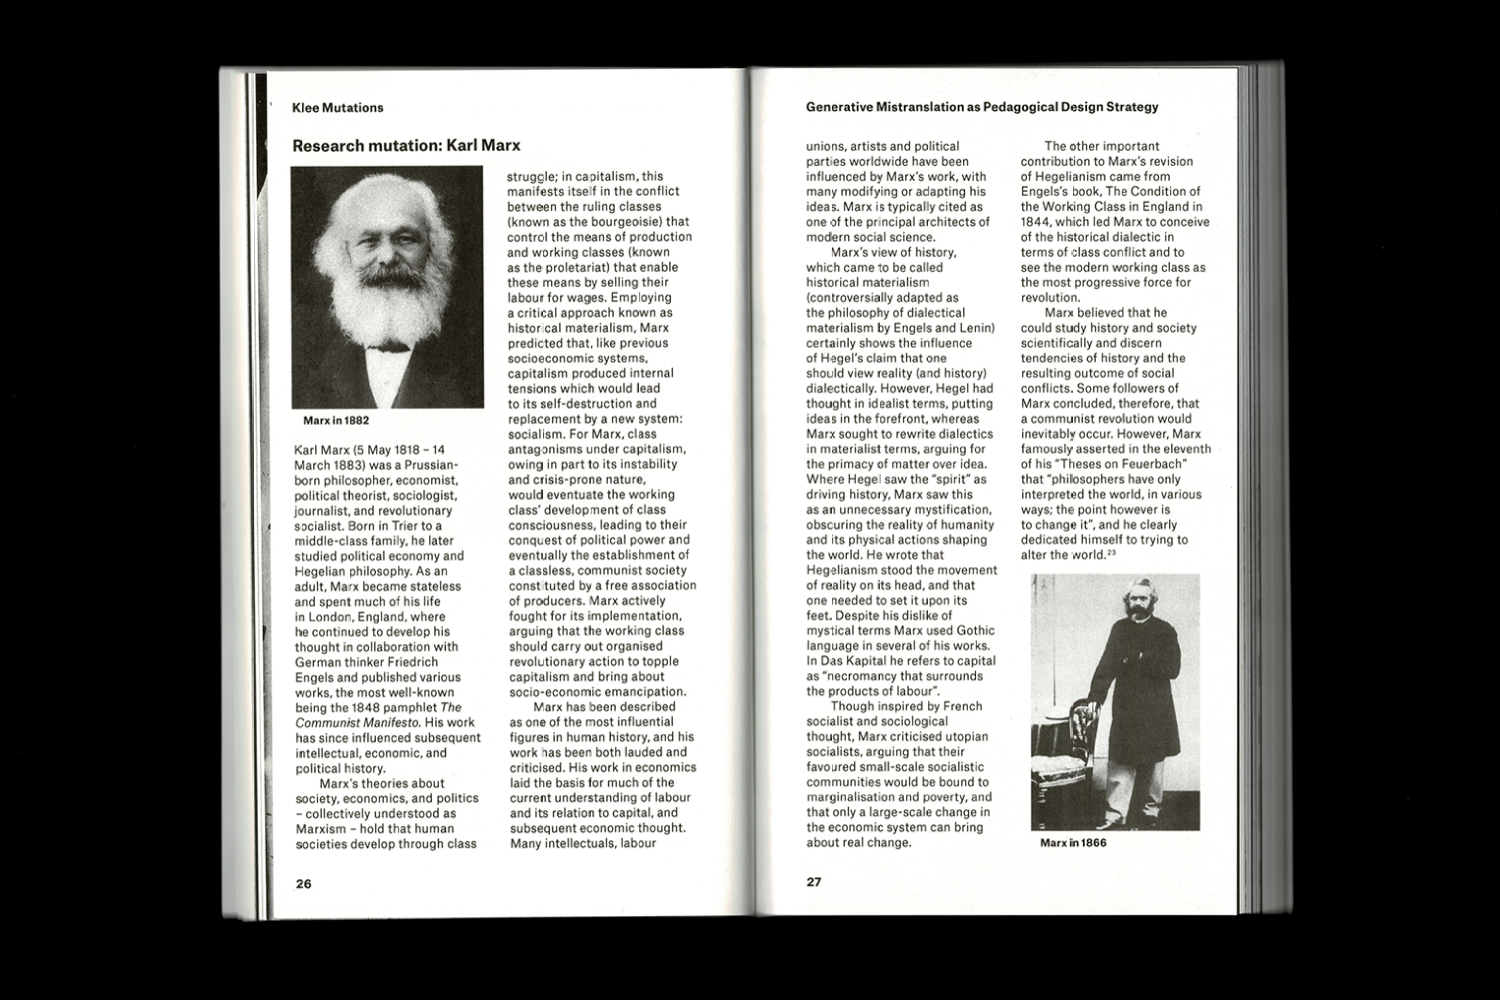 Klee Mutations
Research mutation: Karl Marx
Marx in 1882
Karl Marx (5 May 1818 – 14
March 1883) was a Prussian-
born philosopher, economist,
political theorist, sociologist,
journalist, and revolutionary
socialist. Born in Trier to a
middle-class family, he later
studied political economy and
Hegelian philosophy. As an
adult, Marx became stateless
and spent much of his life
in London, England, where
he continued to develop his
thought in collaboration with
German thinker Friedrich
Engels and published various
works, the most well-known
being the 1848 pamphlet The
Communist Manifesto. His work
has since influenced subsequent
intellectual, economic, and
political history.
Marx's theories about
society, economics, and politics
– collectively understood as
Marxism – hold that human
societies develop through class
struggle; in capitalism, this
manifests itself in the conflict
between the ruling classes
(known as the bourgeoisie) that
control the means of production
and working classes (known
as the proletariat) that enable
these means by selling their
labour for wages. Employing
a critical approach known as
historical materialism, Marx
predicted that, like previous
socioeconomic systems,
capitalism produced internal
tensions which would lead
to its self-destruction and
replacement by a new system:
socialism. For Marx, class
antagonisms under capitalism,
owing in part to its instability
and crisis-prone nature,
would eventuate the working
class' development of class
consciousness, leading to their
conquest of political power and
eventually the establishment of
a classless, communist society
constituted by a free association
of producers. Marx actively
fought for its implementation,
arguing that the working class
should carry out organised
revolutionary action to topple
capitalism and bring about
socio-economic emancipation.
Marx has been described
as one of the most influential
figures in human history, and his
work has been both lauded and
criticised. His work in economics
laid the basis for much of the
current understanding of labour
and its relation to capital, and
subsequent economic thought.
Many intellectuals, labour
26
Generative Mistranslation as Pedagogical Design Strategy
unions, artists and political
parties worldwide have been
influenced by Marx's work, with
many modifying or adapting his
ideas. Marx is typically cited as
one of the principal architects of
modern social science.
Marx's view of history,
which came to be called
historical materialism
(controversially adapted as
the philosophy of dialectical
materialism by Engels and Lenin)
certainly shows the influence
of Hegel's claim that one
should view reality (and history)
dialectically. However, Hegel had
thought in idealist terms, putting
ideas in the forefront, whereas
Marx sought to rewrite dialectics
in materialist terms, arguing for
the primacy of matter over idea.
Where Hegel saw the "spirit" as
driving history, Marx saw this
as an unnecessary mystification,
obscuring the reality of humanity
and its physical actions shaping
the world. He wrote that
Hegelianism stood the movement
of reality on its head, and that
one needed to set it upon its
feet. Despite his dislike of
mystical terms Marx used Gothic
language in several of his works.
In Das Kapital he refers to capital
as "necromancy that surrounds
the products of labour".
Though inspired by French
socialist and sociological
thought, Marx criticised utopian
socialists, arguing that their
favoured small-scale socialistic
communities would be bound to
marginalisation and poverty, and
that only a large-scale change in
the economic system can bring
about real change.
The other important
contribution to Marx's revision
of Hegelianism came from
Engels's book, The Condition of
the Working Class in England in
1844, which led Marx to conceive
of the historical dialectic in
terms of class conflict and to
see the modern working class as
the most progressive force for
revolution.
Marx believed that he
could study history and society
scientifically and discern
tendencies of history and the
resulting outcome of social
conflicts. Some followers of
Marx concluded, therefore, that
a communist revolution would
inevitably occur. However, Marx
famously asserted in the eleventh
of his "Theses on Feuerbach"
that "philosophers have only
interpreted the world, in various
ways; the point however is
to change it", and he clearly
dedicated himself to trying to
alter the world.²³
Marx in 1866
27